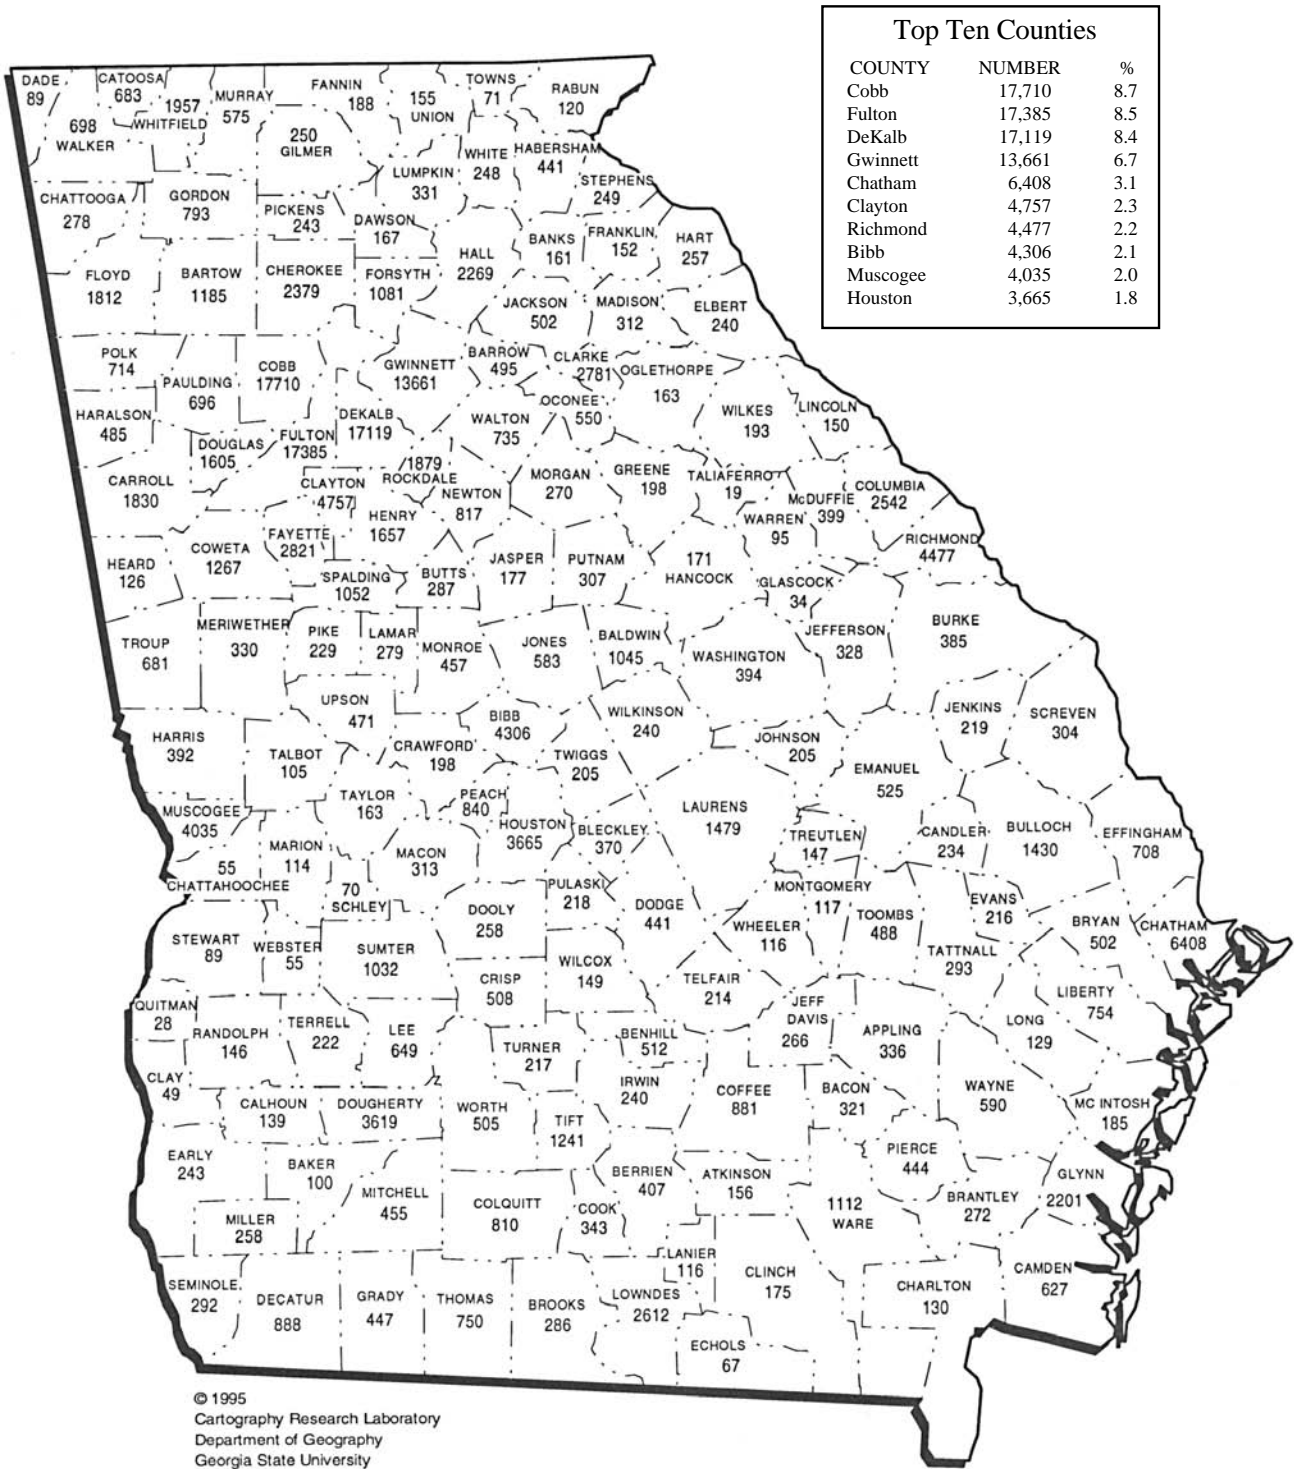 Top Ten Counties
COUNTY NUMBER %
Cobb 17,710 8.7
Fulton 17,385 8.5
DeKalb 17,119 8.4
Gwinnett 13,661 6.7
Chatham 6,408 3.1
Clayton 4,757 2.3
Richmond 4,477 2.2
Bibb 4,306 2.1
Muscogee 4,035 2.0
Houston 3,665 1.8
DADE
89
CATOOSA
683
1957
WHITFIELD
MURRAY
575
FANNIN
188
155
UNION
TOWNS
71
RABUN
120
698
WALKER
250
GILMER
LUMPKIN
331
WHITE
248
HABERSHAM
441
STEPHENS
249
CHATTOOGA
278
GORDON
793
PICKENS
243
DAWSON
167
HALL
2269
BANKS
161
FRANKLIN
152
HART
257
FLOYD
1812
BARTOW
1185
CHEROKEE
2379
FORSYTH
1081
JACKSON
502
MADISON
312
ELBERT
240
POLK
714
PAULDING
696
COBB
17710
GWINNETT
13661
BARROW
495
CLARKE
2781
OGLETHORPE
163
HARALSON
485
DOUGLAS
1605
FULTON
17385
DEKALB
17119
WALTON
735
OCONEE
550
WILKES
193
LINCOLN
150
CARROLL
1830
CLAYTON
4757
1879
ROCKDALE
NEWTON
817
MORGAN
270
GREENE
198
TALIAFERRO
19
McDUFFIE
399
COLUMBIA
2542
HEARD
126
COWETA
1267
FAYETTE
2821
HENRY
1657
SPALDING
1052
BUTTS
287
JASPER
177
PUTNAM
307
171
HANCOCK
WARREN
95
GLASCOCK
34
RICHMOND
4477
TROUP
681
MERIWETHER
330
PIKE
229
LAMAR
279
MONROE
457
JONES
583
BALDWIN
1045
WASHINGTON
394
JEFFERSON
328
BURKE
385
HARRIS
392
TALBOT
105
UPSON
471
CRAWFORD
198
BIBB
4306
TWIGGS
205
WILKINSON
240
JOHNSON
205
JENKINS
219
SCREVEN
304
MUSCOGEE
4035
TAYLOR
163
PEACH
840
HOUSTON
3665
BLECKLEY
370
LAURENS
1479
EMANUEL
525
TREUTLEN
147
CANDLER
234
BULLOCH
1430
EFFINGHAM
708
55
CHATTAHOOCHEE
MARION
114
70
SCHLEY
MACON
313
DOOLY
258
PULASKI
218
DODGE
441
MONTGOMERY
117
WHEELER
116
TOOMBS
488
TATTNALL
293
EVANS
216
BRYAN
502
CHATHAM
6408
STEWART
89
WEBSTER
55
SUMTER
1032
CRISP
508
WILCOX
149
TELFAIR
214
JEFF
DAVIS
266
APPLING
336
LONG
129
LIBERTY
754
QUITMAN
28
RANDOLPH
146
TERRELL
222
LEE
649
TURNER
217
BENHILL
512
CLAY
49
CALHOUN
139
DOUGHERTY
3619
WORTH
505
TIFT
1241
IRWIN
240
COFFEE
881
BACON
321
WAYNE
590
MC INTOSH
185
EARLY
243
BAKER
100
MITCHELL
455
COLQUITT
810
COOK
343
BERRIEN
407
ATKINSON
156
1112
WARE
PIERCE
444
BRANTLEY
272
GLYNN
2201
MILLER
258
SEMINOLE
292
DECATUR
888
GRADY
447
THOMAS
750
BROOKS
286
LOWNDES
2612
LANIER
116
CLINCH
175
ECHOLS
67
CHARLTON
130
CAMDEN
627
© 1995
Cartography Research Laboratory
Department of Geography
Georgia State University